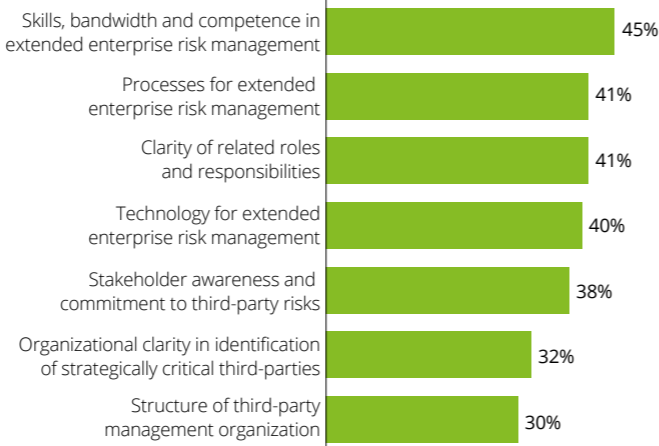 Skills, bandwidth and competence in
extended enterprise risk management
45%
Processes for extended
enterprise risk management
41%
Clarity of related roles
and responsibilities
41%
Technology for extended
enterprise risk management
40%
Stakeholder awareness and
commitment to third-party risks
38%
Organizational clarity in identification
of strategically critical third-parties
32%
Structure of third-party
management organization
30%